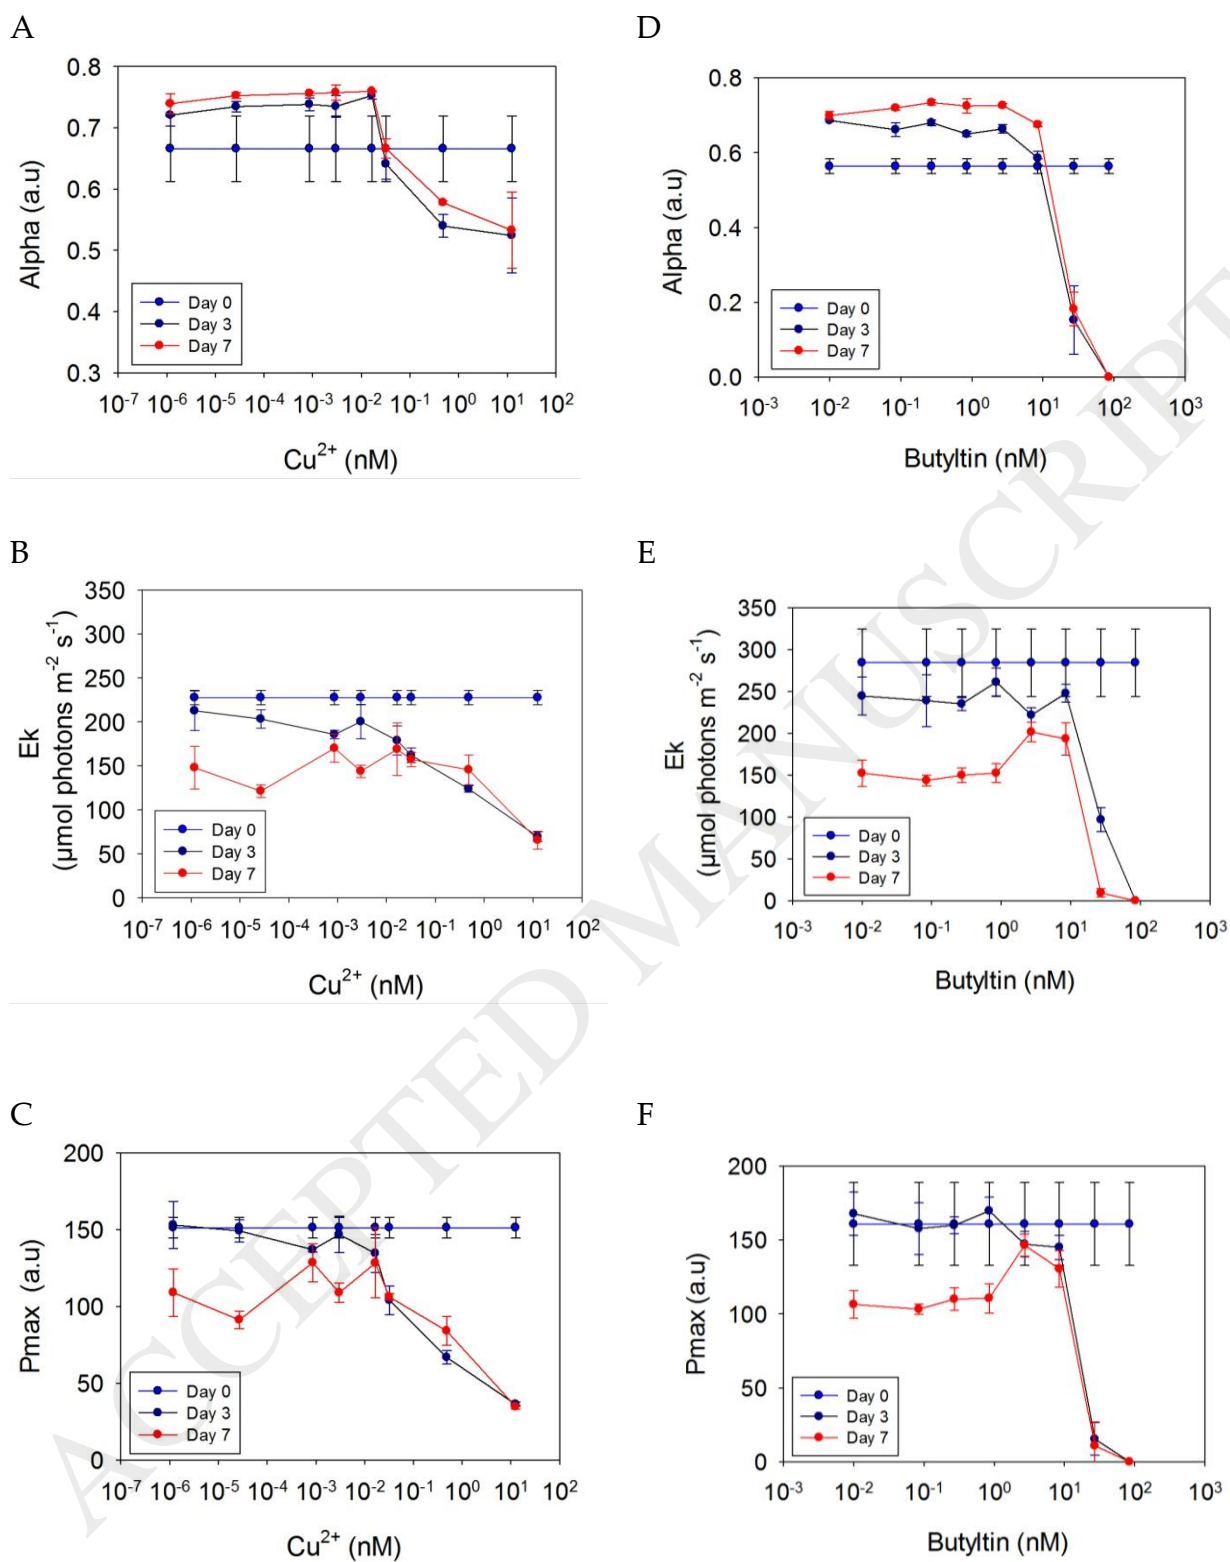 A
0.8
0.7
0.6
0.5
0.4
0.3
Alpha (a.u)
Day 0
Day 3
Day 7
10-7 10-6 10-5 10-4 10-3 10-2 10-1 100 101 102
Cu2+ (nM)
D
0.8
0.6
0.4
0.2
0.0
Alpha (a.u)
Day 0
Day 3
Day 7
10-3 10-2 10-1 100 101 102 103
Butyltin (nM)
B
350
300
250
200
150
100
50
0
Ek
(µmol photons m-2 s-1)
Day 0
Day 3
Day 7
10-7 10-6 10-5 10-4 10-3 10-2 10-1 100 101 102
Cu2+ (nM)
E
350
300
250
200
150
100
50
0
Ek
(µmol photons m-2 s-1)
Day 0
Day 3
Day 7
10-3 10-2 10-1 100 101 102 103
Butyltin (nM)
C
200
150
100
50
0
Pmax (a.u)
Day 0
Day 3
Day 7
10-7 10-6 10-5 10-4 10-3 10-2 10-1 100 101 102
Cu2+ (nM)
F
200
150
100
50
0
Pmax (a.u)
Day 0
Day 3
Day 7
10-3 10-2 10-1 100 101 102 103
Butyltin (nM)
ACCEPTED MANUSCRIPT